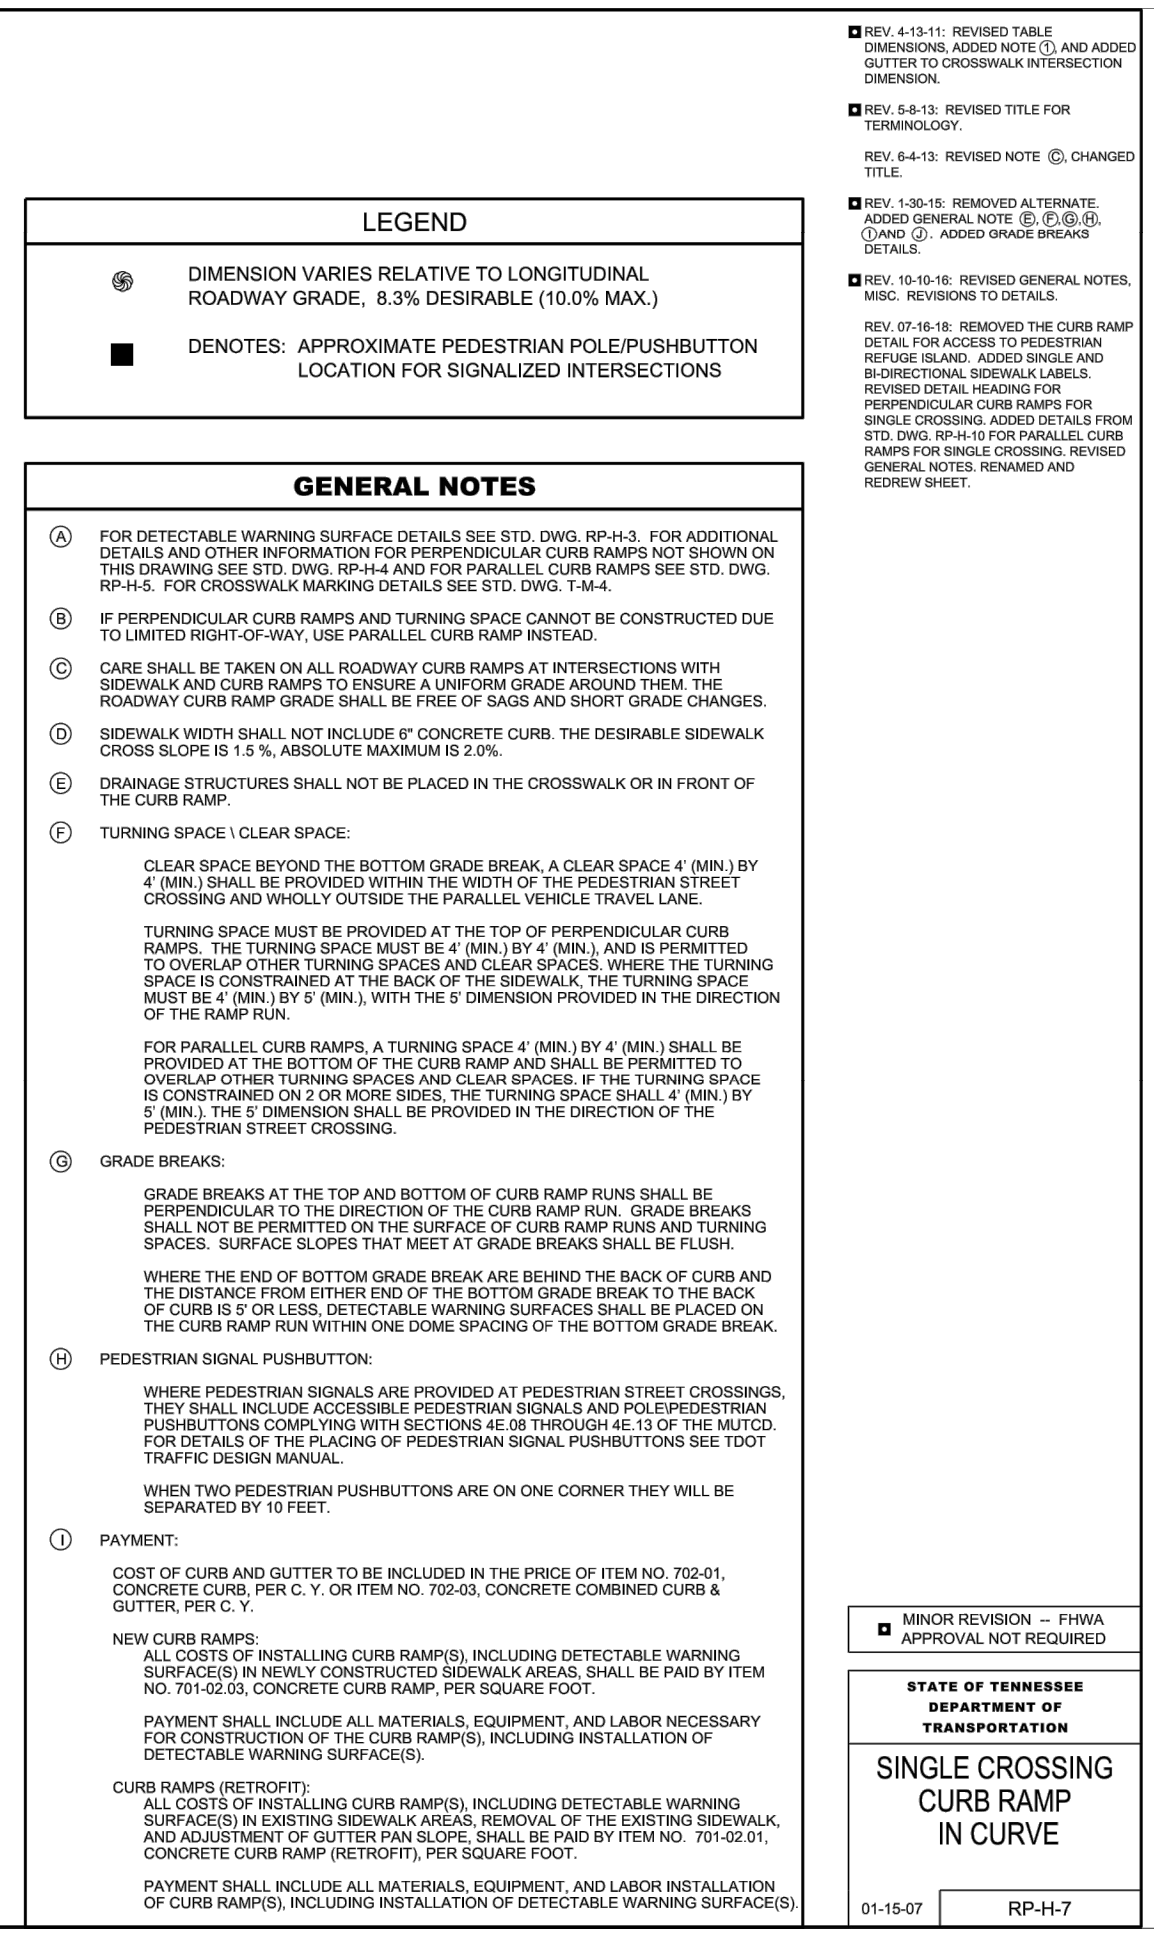 REV. 4-13-11: REVISED TABLE
DIMENSIONS, ADDED NOTE ①, AND ADDED
GUTTER TO CROSSWALK INTERSECTION
DIMENSION.
REV. 5-8-13: REVISED TITLE FOR
TERMINOLOGY.
REV. 6-4-13: REVISED NOTE Ⓒ, CHANGED
TITLE.
REV. 1-30-15: REMOVED ALTERNATE.
ADDED GENERAL NOTE Ⓔ, Ⓕ,Ⓖ,Ⓗ,
Ⓘ AND Ⓙ. ADDED GRADE BREAKS
DETAILS.
REV. 10-10-16: REVISED GENERAL NOTES,
MISC. REVISIONS TO DETAILS.
REV. 07-16-18: REMOVED THE CURB RAMP
DETAIL FOR ACCESS TO PEDESTRIAN
REFUGE ISLAND. ADDED SINGLE AND
BI-DIRECTIONAL SIDEWALK LABELS.
REVISED DETAIL HEADING FOR
PERPENDICULAR CURB RAMPS FOR
SINGLE CROSSING. ADDED DETAILS FROM
STD. DWG. RP-H-10 FOR PARALLEL CURB
RAMPS FOR SINGLE CROSSING. REVISED
GENERAL NOTES. RENAMED AND
REDREW SHEET.
LEGEND
DIMENSION VARIES RELATIVE TO LONGITUDINAL
ROADWAY GRADE, 8.3% DESIRABLE (10.0% MAX.)
DENOTES: APPROXIMATE PEDESTRIAN POLE/PUSHBUTTON
LOCATION FOR SIGNALIZED INTERSECTIONS
GENERAL NOTES
Ⓐ FOR DETECTABLE WARNING SURFACE DETAILS SEE STD. DWG. RP-H-3. FOR ADDITIONAL
DETAILS AND OTHER INFORMATION FOR PERPENDICULAR CURB RAMPS NOT SHOWN ON
THIS DRAWING SEE STD. DWG. RP-H-4 AND FOR PARALLEL CURB RAMPS SEE STD. DWG.
RP-H-5. FOR CROSSWALK MARKING DETAILS SEE STD. DWG. T-M-4.
Ⓑ IF PERPENDICULAR CURB RAMPS AND TURNING SPACE CANNOT BE CONSTRUCTED DUE
TO LIMITED RIGHT-OF-WAY, USE PARALLEL CURB RAMP INSTEAD.
Ⓒ CARE SHALL BE TAKEN ON ALL ROADWAY CURB RAMPS AT INTERSECTIONS WITH
SIDEWALK AND CURB RAMPS TO ENSURE A UNIFORM GRADE AROUND THEM. THE
ROADWAY CURB RAMP GRADE SHALL BE FREE OF SAGS AND SHORT GRADE CHANGES.
Ⓓ SIDEWALK WIDTH SHALL NOT INCLUDE 6" CONCRETE CURB. THE DESIRABLE SIDEWALK
CROSS SLOPE IS 1.5 %, ABSOLUTE MAXIMUM IS 2.0%.
Ⓔ DRAINAGE STRUCTURES SHALL NOT BE PLACED IN THE CROSSWALK OR IN FRONT OF
THE CURB RAMP.
Ⓕ TURNING SPACE \ CLEAR SPACE:
CLEAR SPACE BEYOND THE BOTTOM GRADE BREAK, A CLEAR SPACE 4' (MIN.) BY
4' (MIN.) SHALL BE PROVIDED WITHIN THE WIDTH OF THE PEDESTRIAN STREET
CROSSING AND WHOLLY OUTSIDE THE PARALLEL VEHICLE TRAVEL LANE.
TURNING SPACE MUST BE PROVIDED AT THE TOP OF PERPENDICULAR CURB
RAMPS. THE TURNING SPACE MUST BE 4' (MIN.) BY 4' (MIN.), AND IS PERMITTED
TO OVERLAP OTHER TURNING SPACES AND CLEAR SPACES. WHERE THE TURNING
SPACE IS CONSTRAINED AT THE BACK OF THE SIDEWALK, THE TURNING SPACE
MUST BE 4' (MIN.) BY 5' (MIN.), WITH THE 5' DIMENSION PROVIDED IN THE DIRECTION
OF THE RAMP RUN.
FOR PARALLEL CURB RAMPS, A TURNING SPACE 4' (MIN.) BY 4' (MIN.) SHALL BE
PROVIDED AT THE BOTTOM OF THE CURB RAMP AND SHALL BE PERMITTED TO
OVERLAP OTHER TURNING SPACES AND CLEAR SPACES. IF THE TURNING SPACE
IS CONSTRAINED ON 2 OR MORE SIDES, THE TURNING SPACE SHALL 4' (MIN.) BY
5' (MIN.). THE 5' DIMENSION SHALL BE PROVIDED IN THE DIRECTION OF THE
PEDESTRIAN STREET CROSSING.
Ⓖ GRADE BREAKS:
GRADE BREAKS AT THE TOP AND BOTTOM OF CURB RAMP RUNS SHALL BE
PERPENDICULAR TO THE DIRECTION OF THE CURB RAMP RUN. GRADE BREAKS
SHALL NOT BE PERMITTED ON THE SURFACE OF CURB RAMP RUNS AND TURNING
SPACES. SURFACE SLOPES THAT MEET AT GRADE BREAKS SHALL BE FLUSH.
WHERE THE END OF BOTTOM GRADE BREAK ARE BEHIND THE BACK OF CURB AND
THE DISTANCE FROM EITHER END OF THE BOTTOM GRADE BREAK TO THE BACK
OF CURB IS 5' OR LESS, DETECTABLE WARNING SURFACES SHALL BE PLACED ON
THE CURB RAMP RUN WITHIN ONE DOME SPACING OF THE BOTTOM GRADE BREAK.
Ⓗ PEDESTRIAN SIGNAL PUSHBUTTON:
WHERE PEDESTRIAN SIGNALS ARE PROVIDED AT PEDESTRIAN STREET CROSSINGS,
THEY SHALL INCLUDE ACCESSIBLE PEDESTRIAN SIGNALS AND POLE\PEDESTRIAN
PUSHBUTTONS COMPLYING WITH SECTIONS 4E.08 THROUGH 4E.13 OF THE MUTCD.
FOR DETAILS OF THE PLACING OF PEDESTRIAN SIGNAL PUSHBUTTONS SEE TDOT
TRAFFIC DESIGN MANUAL.
WHEN TWO PEDESTRIAN PUSHBUTTONS ARE ON ONE CORNER THEY WILL BE
SEPARATED BY 10 FEET.
Ⓘ PAYMENT:
COST OF CURB AND GUTTER TO BE INCLUDED IN THE PRICE OF ITEM NO. 702-01,
CONCRETE CURB, PER C. Y. OR ITEM NO. 702-03, CONCRETE COMBINED CURB &
GUTTER, PER C. Y.
NEW CURB RAMPS:
ALL COSTS OF INSTALLING CURB RAMP(S), INCLUDING DETECTABLE WARNING
SURFACE(S) IN NEWLY CONSTRUCTED SIDEWALK AREAS, SHALL BE PAID BY ITEM
NO. 701-02.03, CONCRETE CURB RAMP, PER SQUARE FOOT.
PAYMENT SHALL INCLUDE ALL MATERIALS, EQUIPMENT, AND LABOR NECESSARY
FOR CONSTRUCTION OF THE CURB RAMP(S), INCLUDING INSTALLATION OF
DETECTABLE WARNING SURFACE(S).
CURB RAMPS (RETROFIT):
ALL COSTS OF INSTALLING CURB RAMP(S), INCLUDING DETECTABLE WARNING
SURFACE(S) IN EXISTING SIDEWALK AREAS, REMOVAL OF THE EXISTING SIDEWALK,
AND ADJUSTMENT OF GUTTER PAN SLOPE, SHALL BE PAID BY ITEM NO. 701-02.01,
CONCRETE CURB RAMP (RETROFIT), PER SQUARE FOOT.
PAYMENT SHALL INCLUDE ALL MATERIALS, EQUIPMENT, AND LABOR INSTALLATION
OF CURB RAMP(S), INCLUDING INSTALLATION OF DETECTABLE WARNING SURFACE(S).
MINOR REVISION -- FHWA
APPROVAL NOT REQUIRED
STATE OF TENNESSEE
DEPARTMENT OF
TRANSPORTATION
SINGLE CROSSING
CURB RAMP
IN CURVE
01-15-07
RP-H-7